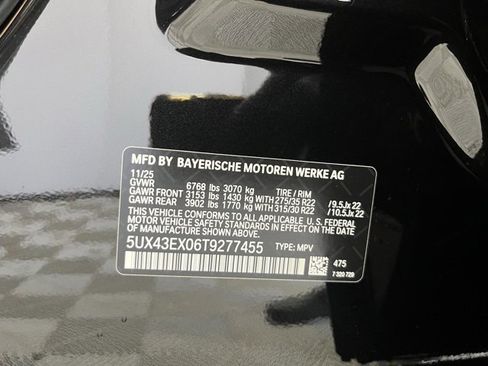 MFD BY BAYERISCHE MOTOREN WERKE AG
11/25
GVWR 6768 lbs 3070 kg TIRE / RIM
GAWR FRONT 3153 lbs 1430 kg 275/35 R22 /9.5Jx22
GAWR REAR 3902 lbs 1770 kg 315/30 R22 /10.5Jx22
THIS VEHICLE CONFORMS TO ALL APPLICABLE U.S. FEDERAL
MOTOR VEHICLE SAFETY STANDARDS IN EFFECT ON
THE DATE OF MANUFACTURE SHOWN ABOVE.
5UX43EX06T9277455 TYPE: MPV
475
7 320 729